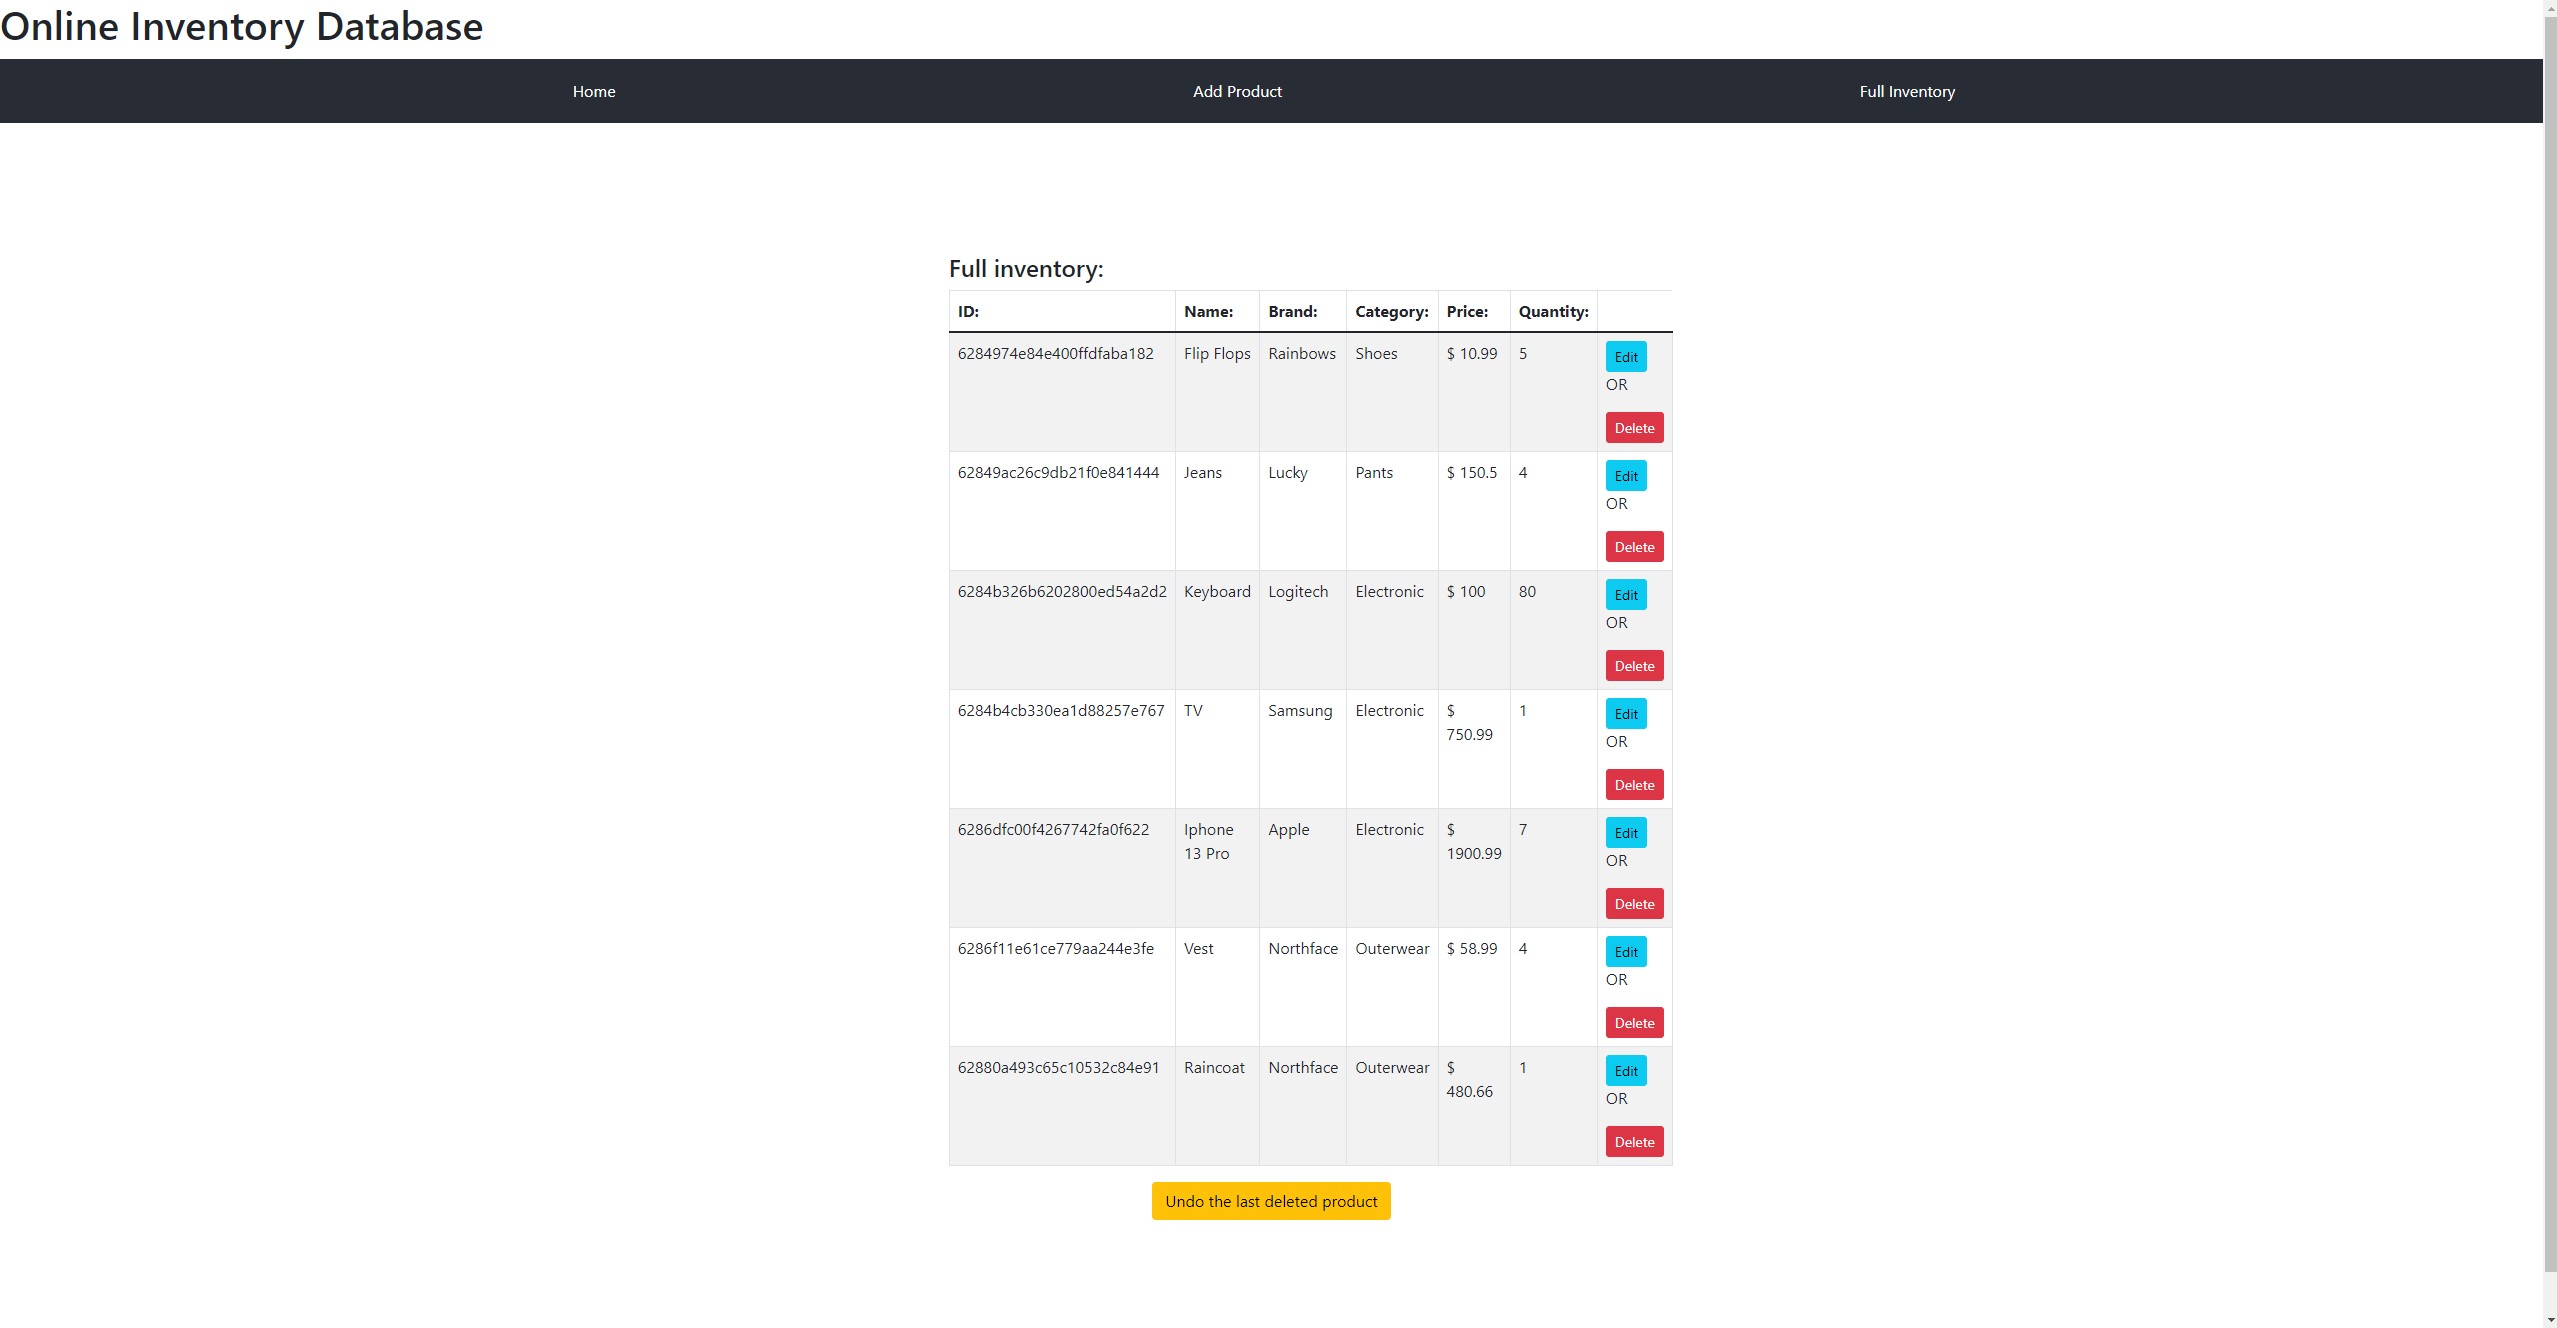 Online Inventory Database
Home Add Product Full Inventory
Full inventory:
ID: Name: Brand: Category: Price: Quantity:
6284974e84e400ffdfaba182 Flip Flops Rainbows Shoes $ 10.99 5 Edit
OR
Delete
62849ac26c9db21f0e841444 Jeans Lucky Pants $ 150.5 4 Edit
OR
Delete
6284b326b6202800ed54a2d2 Keyboard Logitech Electronic $ 100 80 Edit
OR
Delete
6284b4cb330ea1d88257e767 TV Samsung Electronic $ 1 Edit
750.99 OR
Delete
6286dfc00f4267742fa0f622 Iphone Apple Electronic $ 7 Edit
13 Pro 1900.99 OR
Delete
6286f11e61ce779aa244e3fe Vest Northface Outerwear $ 58.99 4 Edit
OR
Delete
62880a493c65c10532c84e91 Raincoat Northface Outerwear $ 1 Edit
480.66 OR
Delete
Undo the last deleted product